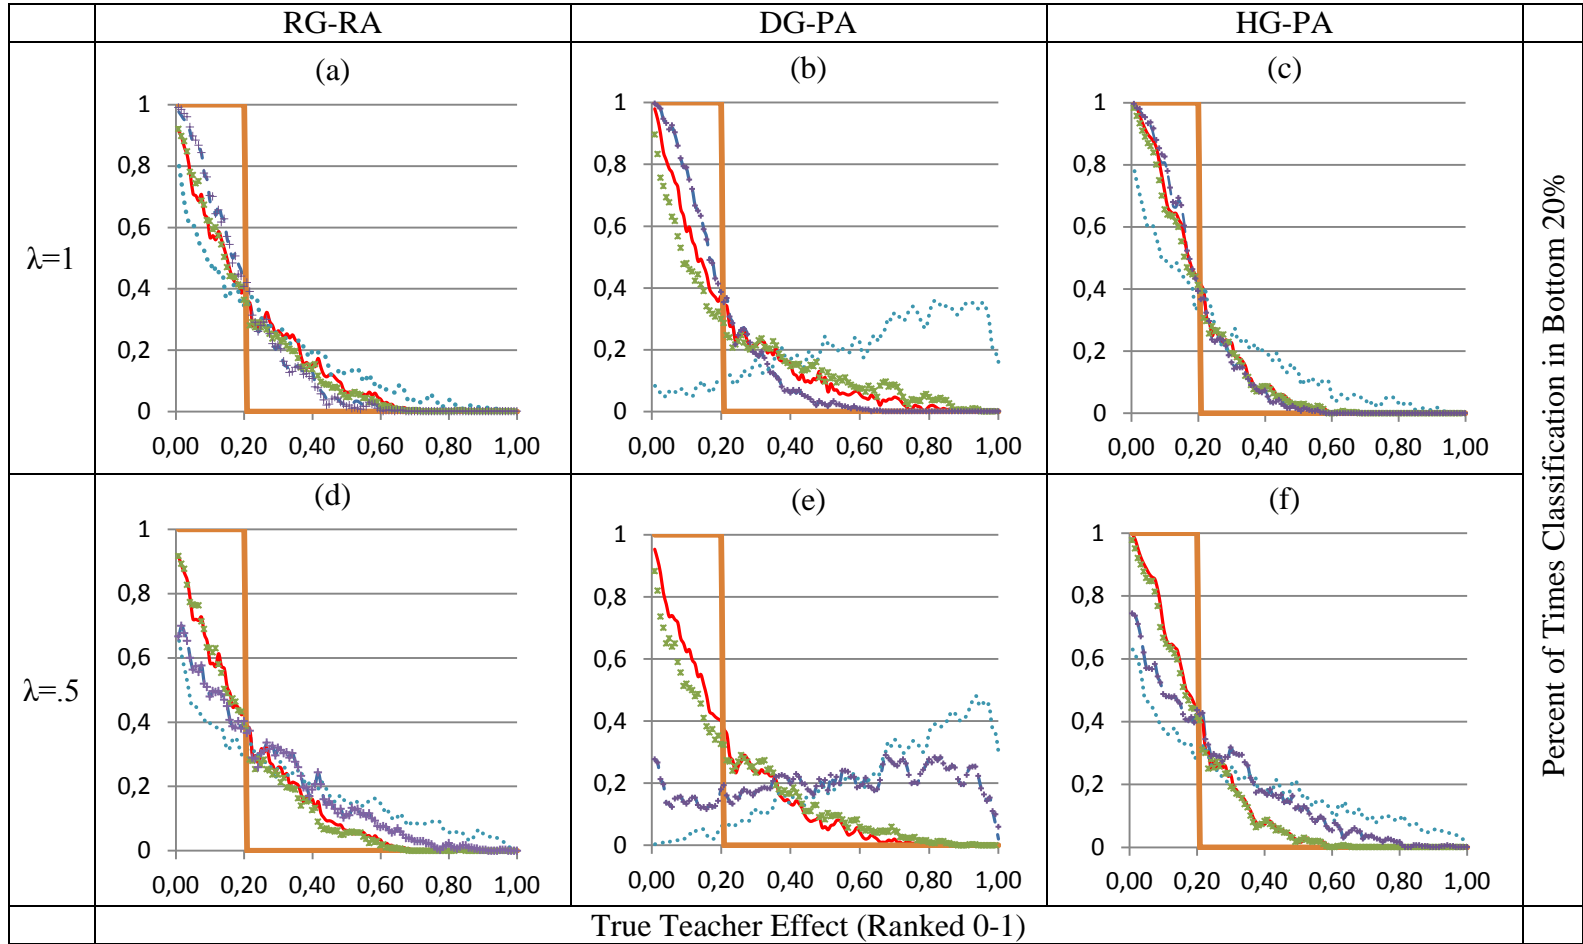 RG-RA DG-PA HG-PA
λ=1
(a)
1
0,8
0,6
0,4
0,2
0
0,00 0,20 0,40 0,60 0,80 1,00
(b)
1
0,8
0,6
0,4
0,2
0
0,00 0,20 0,40 0,60 0,80 1,00
(c)
1
0,8
0,6
0,4
0,2
0
0,00 0,20 0,40 0,60 0,80 1,00
λ=.5
(d)
1
0,8
0,6
0,4
0,2
0
0,00 0,20 0,40 0,60 0,80 1,00
(e)
1
0,8
0,6
0,4
0,2
0
0,00 0,20 0,40 0,60 0,80 1,00
(f)
1
0,8
0,6
0,4
0,2
0
0,00 0,20 0,40 0,60 0,80 1,00
Percent of Times Classification in Bottom 20%
True Teacher Effect (Ranked 0-1)